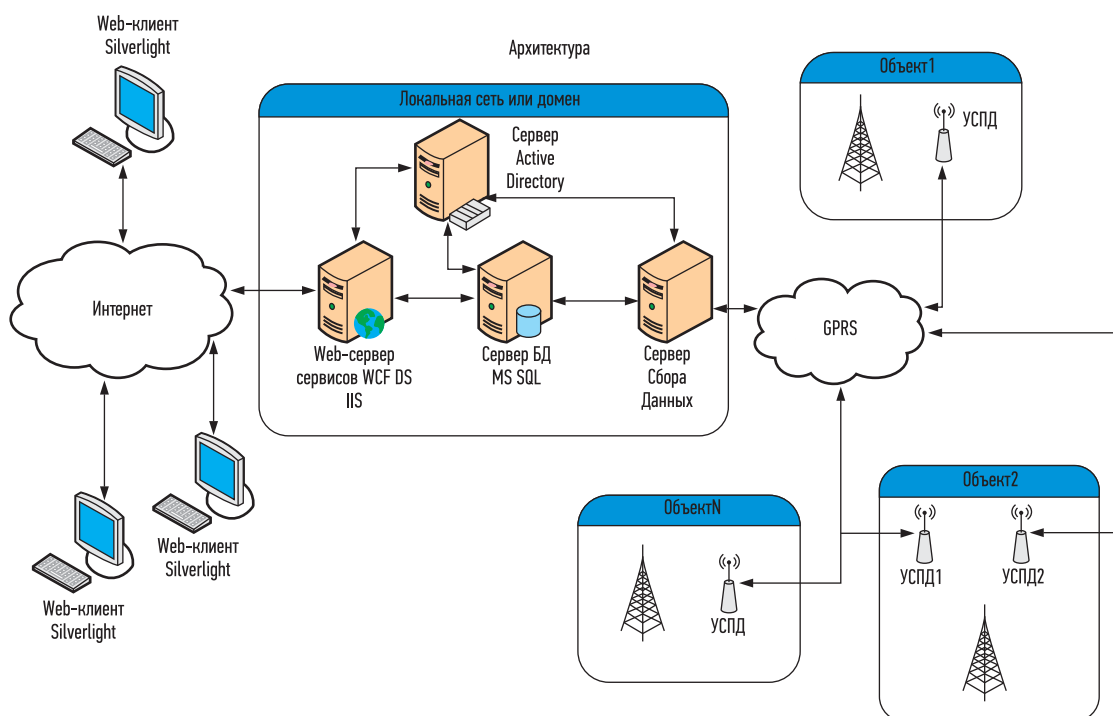 Web-клиент
Silverlight
Архитектура
Объект1
Локальная сеть или домен
УСПД
Сервер
Active
Directory
Интернет
GPRS
Web-сервер
сервисов WCF DS
IIS
Сервер БД
MS SQL
Сервер
Сбора
Данных
Объект2
ОбъектN
Web-клиент
Silverlight
УСПД1
УСПД2
Web-клиент
Silverlight
УСПД